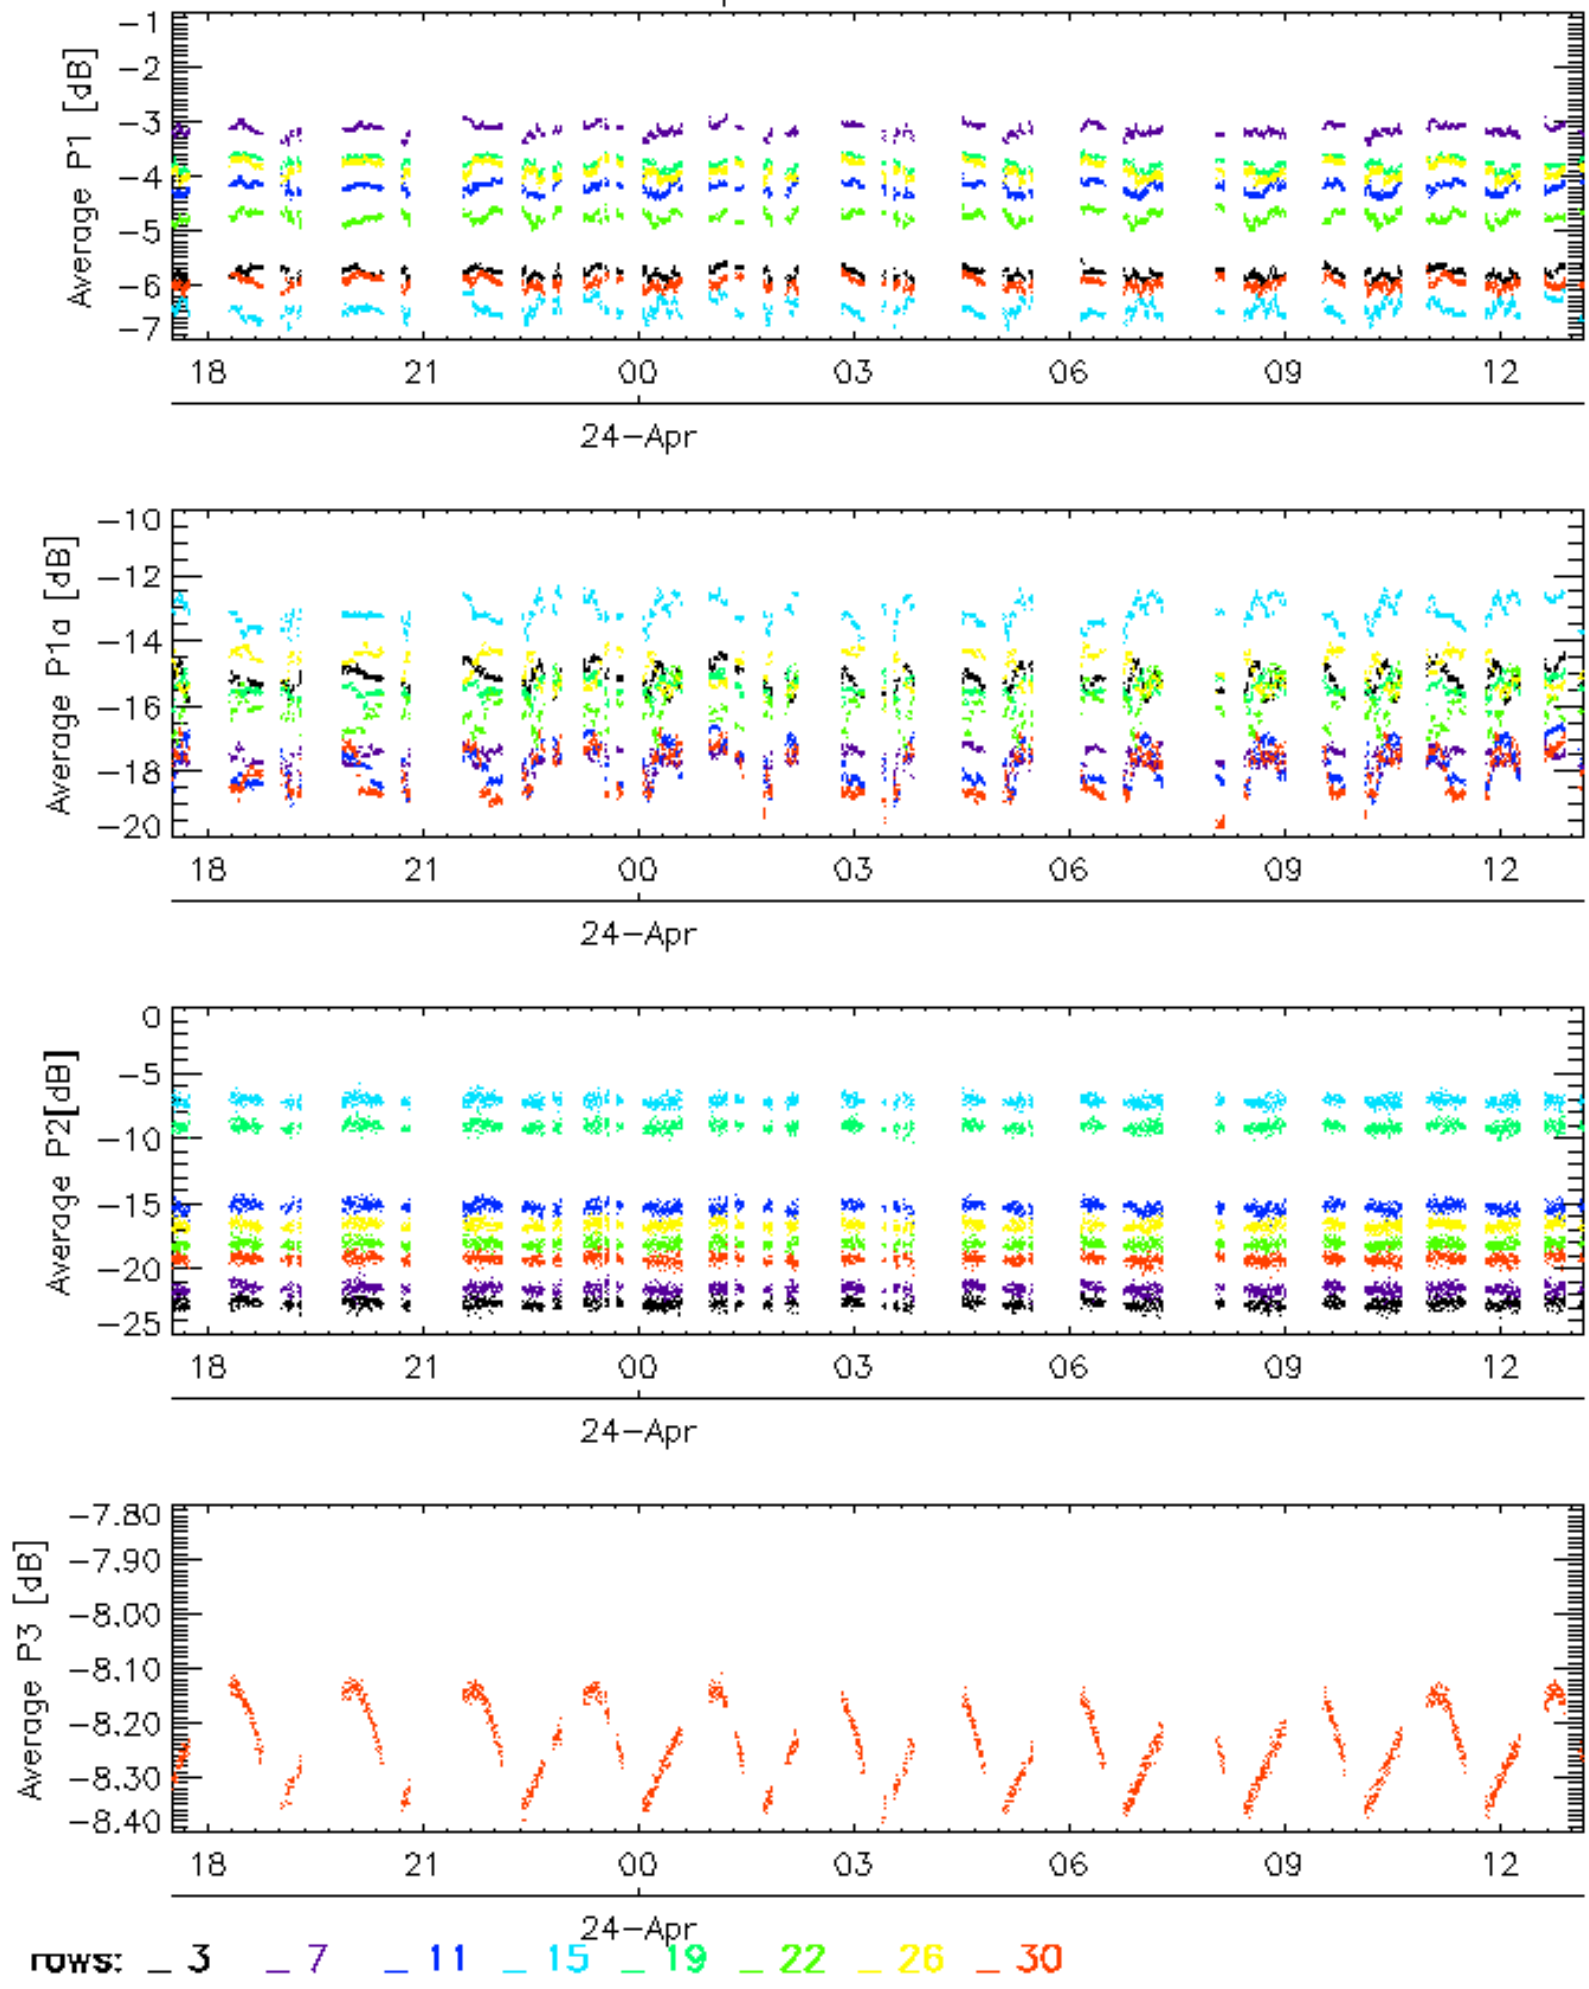 Average P1 [dB]
−1
−2
−3
−4
−5
−6
−7
18 21 00 03 06 09 12
24−Apr
Average P1a [dB]
−10
−12
−14
−16
−18
−20
18 21 00 03 06 09 12
24−Apr
Average P2[dB]
0
−5
−10
−15
−20
−25
18 21 00 03 06 09 12
24−Apr
Average P3 [dB]
−7.80
−7.90
−8.00
−8.10
−8.20
−8.30
−8.40
18 21 00 03 06 09 12
24−Apr
rows: _ 3 _ 7 _ 11 _ 15 _ 19 _ 22 _ 26 _ 30